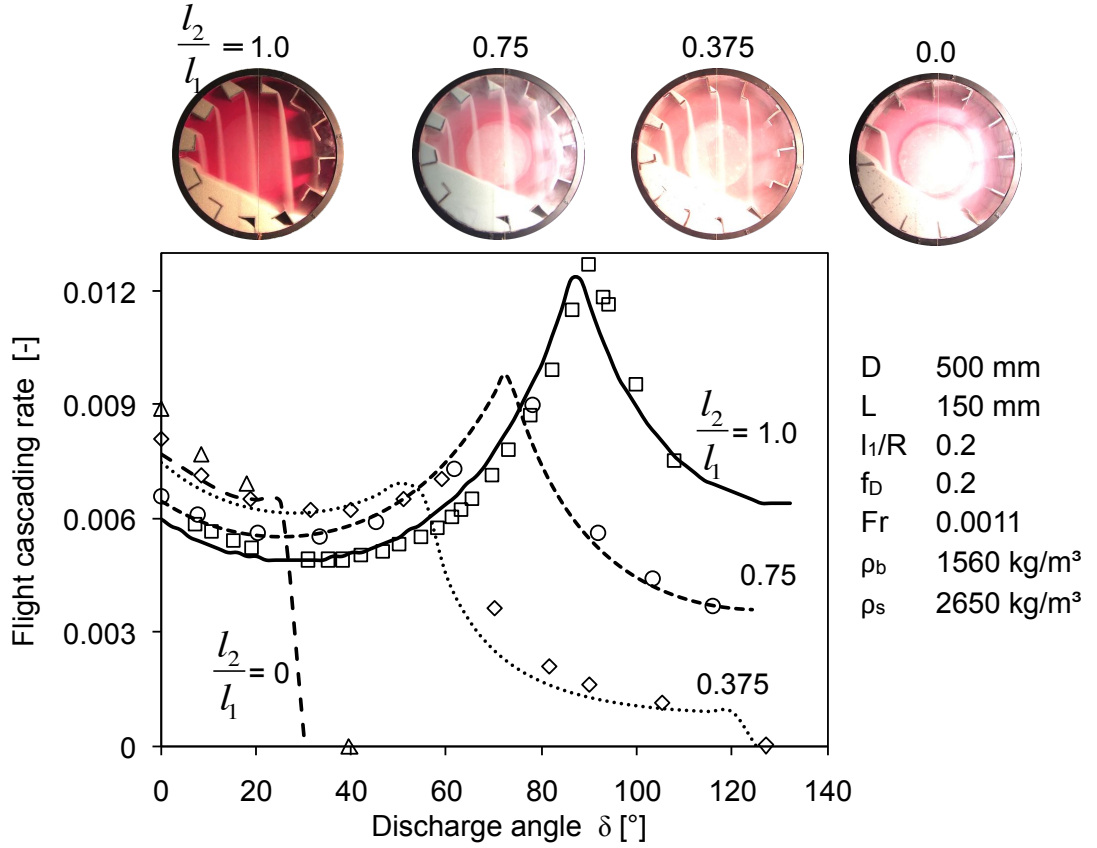 l2/l1 = 1.0
0.75
0.375
0.0
Flight cascading rate [-]
0.012
0.009
0.006
0.003
0
l2/l1 = 1.0
0.75
0.375
l2/l1 = 0
0 20 40 60 80 100 120 140
Discharge angle δ [°]
D 500 mm
L 150 mm
l1/R 0.2
fD 0.2
Fr 0.0011
ρb 1560 kg/m³
ρs 2650 kg/m³